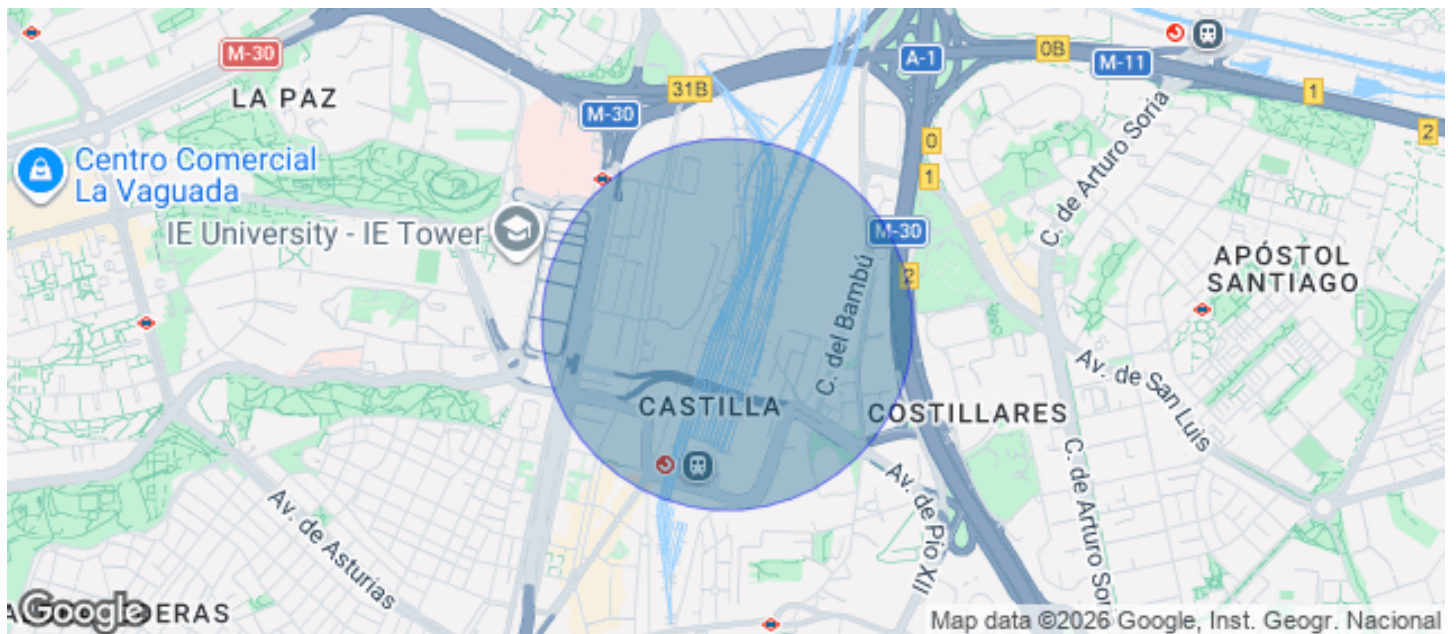 M-30
LA PAZ
31B
M-30
A-1
0B
M-11
1
2
Centro Comercial
La Vaguada
IE University - IE Tower
0
1
M-30
2
C. de Arturo Soria
APÓSTOL
SANTIAGO
C. del Bambú
CASTILLA
COSTILLARES
Av. de San Luis
Av. de Asturias
Av. de Pío XII
C. de Arturo Sor
Google
DERAS
Map data ©2026 Google, Inst. Geogr. Nacional